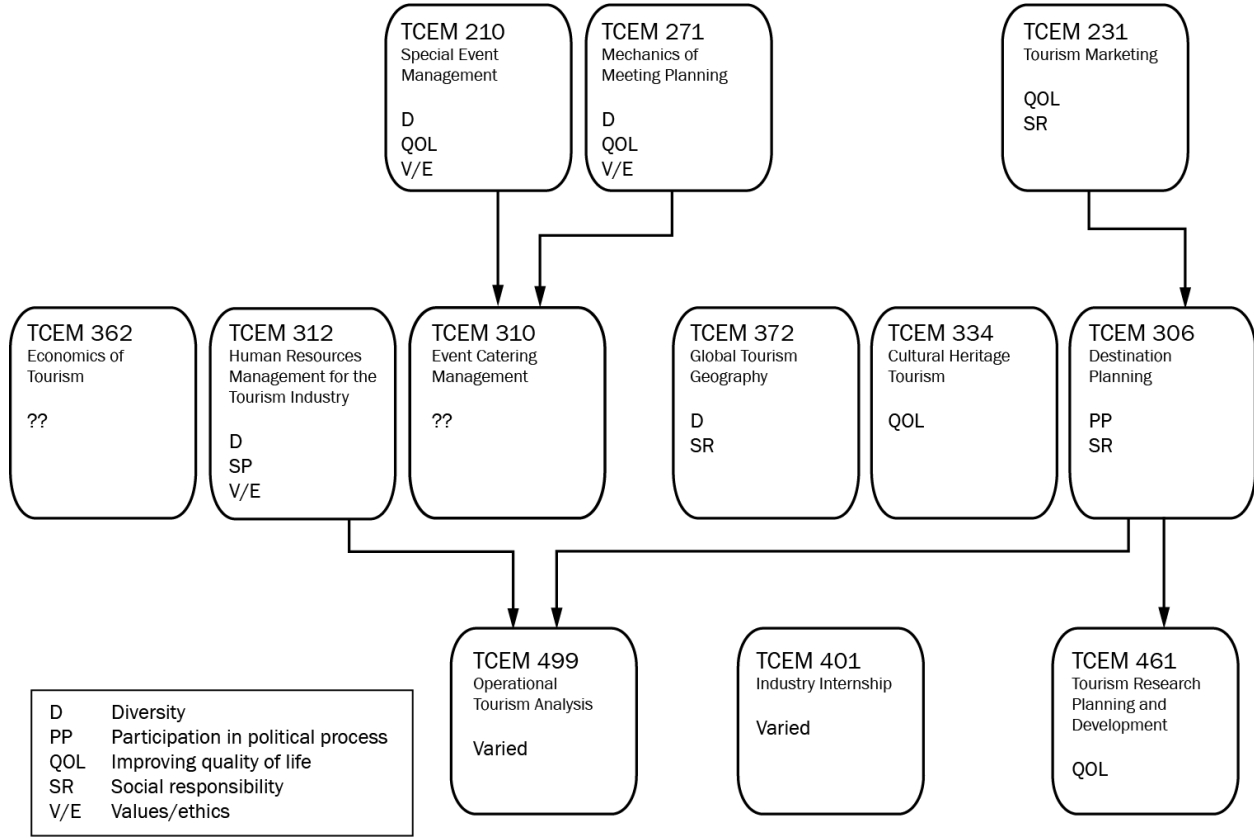 TCEM 210
Special Event
Management
D
QOL
V/E
TCEM 271
Mechanics of
Meeting Planning
D
QOL
V/E
TCEM 231
Tourism Marketing
QOL
SR
TCEM 362
Economics of
Tourism
??
TCEM 312
Human Resources
Management for the
Tourism Industry
D
SP
V/E
TCEM 310
Event Catering
Management
??
TCEM 372
Global Tourism
Geography
D
SR
TCEM 334
Cultural Heritage
Tourism
QOL
TCEM 306
Destination
Planning
PP
SR
TCEM 499
Operational
Tourism Analysis
Varied
TCEM 401
Industry Internship
Varied
TCEM 461
Tourism Research
Planning and
Development
QOL
D Diversity
PP Participation in political process
QOL Improving quality of life
SR Social responsibility
V/E Values/ethics